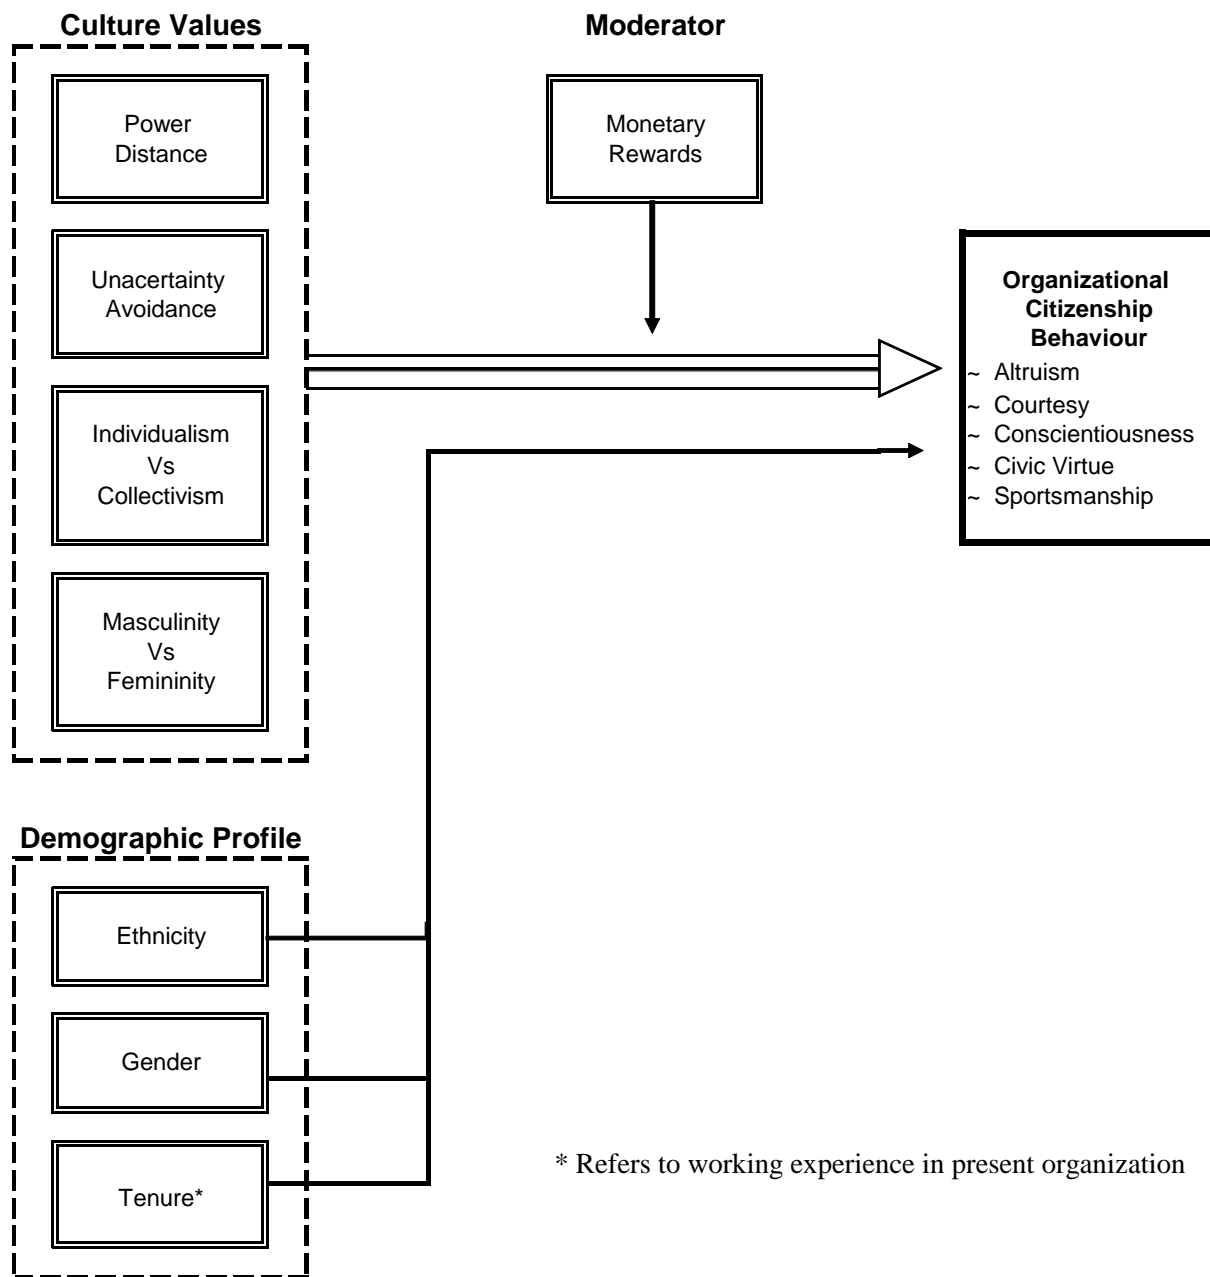 Culture Values
Power
Distance
Unacertainty
Avoidance
Individualism
Vs
Collectivism
Masculinity
Vs
Femininity
Moderator
Monetary
Rewards
Organizational
Citizenship
Behaviour
~ Altruism
~ Courtesy
~ Conscientiousness
~ Civic Virtue
~ Sportsmanship
Demographic Profile
Ethnicity
Gender
Tenure*
* Refers to working experience in present organization